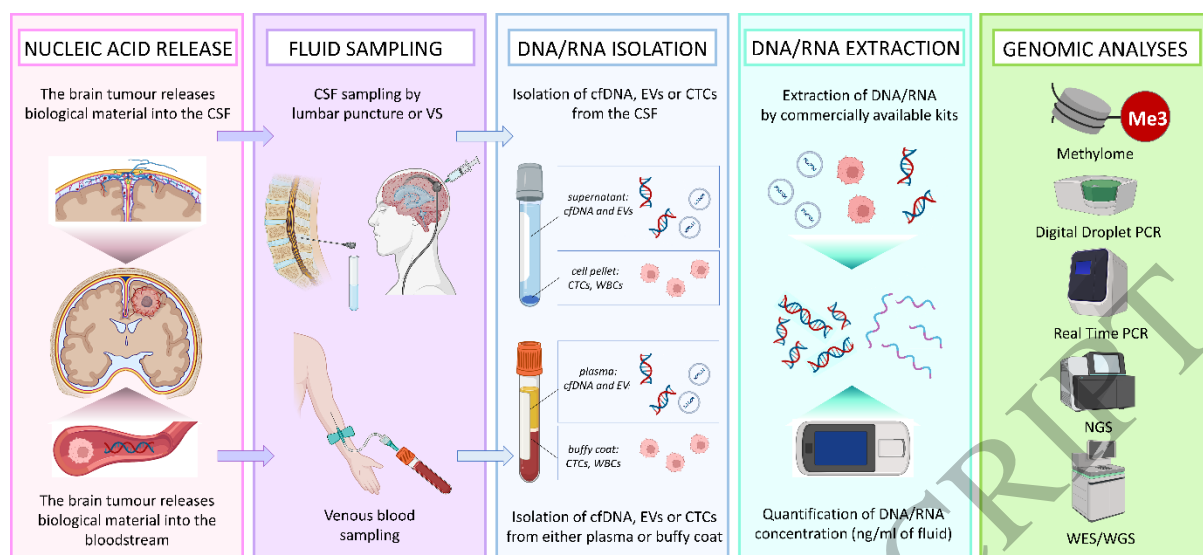 NUCLEIC ACID RELEASE
The brain tumour releases
biological material into the CSF
The brain tumour releases
biological material into the
bloodstream
FLUID SAMPLING
CSF sampling by
lumbar puncture or VS
Venous blood
sampling
DNA/RNA ISOLATION
Isolation of cfDNA, EVs or CTCs
from the CSF
supernatant:
cfDNA and EVs
cell pellet:
CTCs, WBCs
plasma:
cfDNA and EV
buffy coat:
CTCs, WBCs
Isolation of cfDNA, EVs or CTCs
from either plasma or buffy coat
DNA/RNA EXTRACTION
Extraction of DNA/RNA
by commercially available kits
Quantification of DNA/RNA
concentration (ng/ml of fluid)
GENOMIC ANALYSES
Me3
Methylome
Digital Droplet PCR
Real Time PCR
NGS
WES/WGS
CRIPT